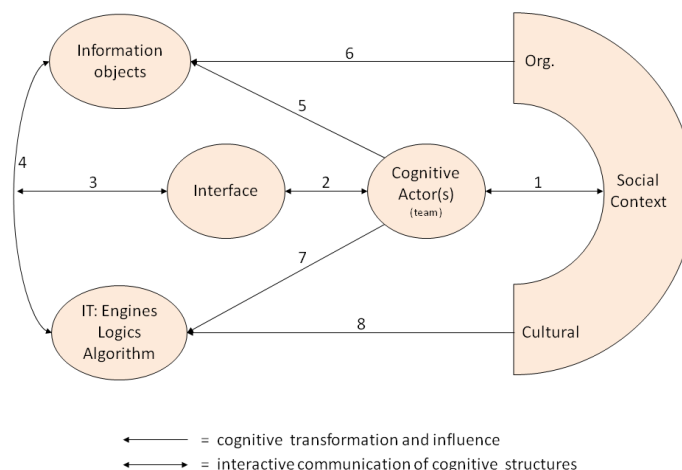 Information
objects
6
Org.
5
4
3
Interface
2
Cognitive
Actor(s)
(team)
1
Social
Context
7
IT: Engines
Logics
Algorithm
8
Cultural
= cognitive transformation and influence
= interactive communication of cognitive structures